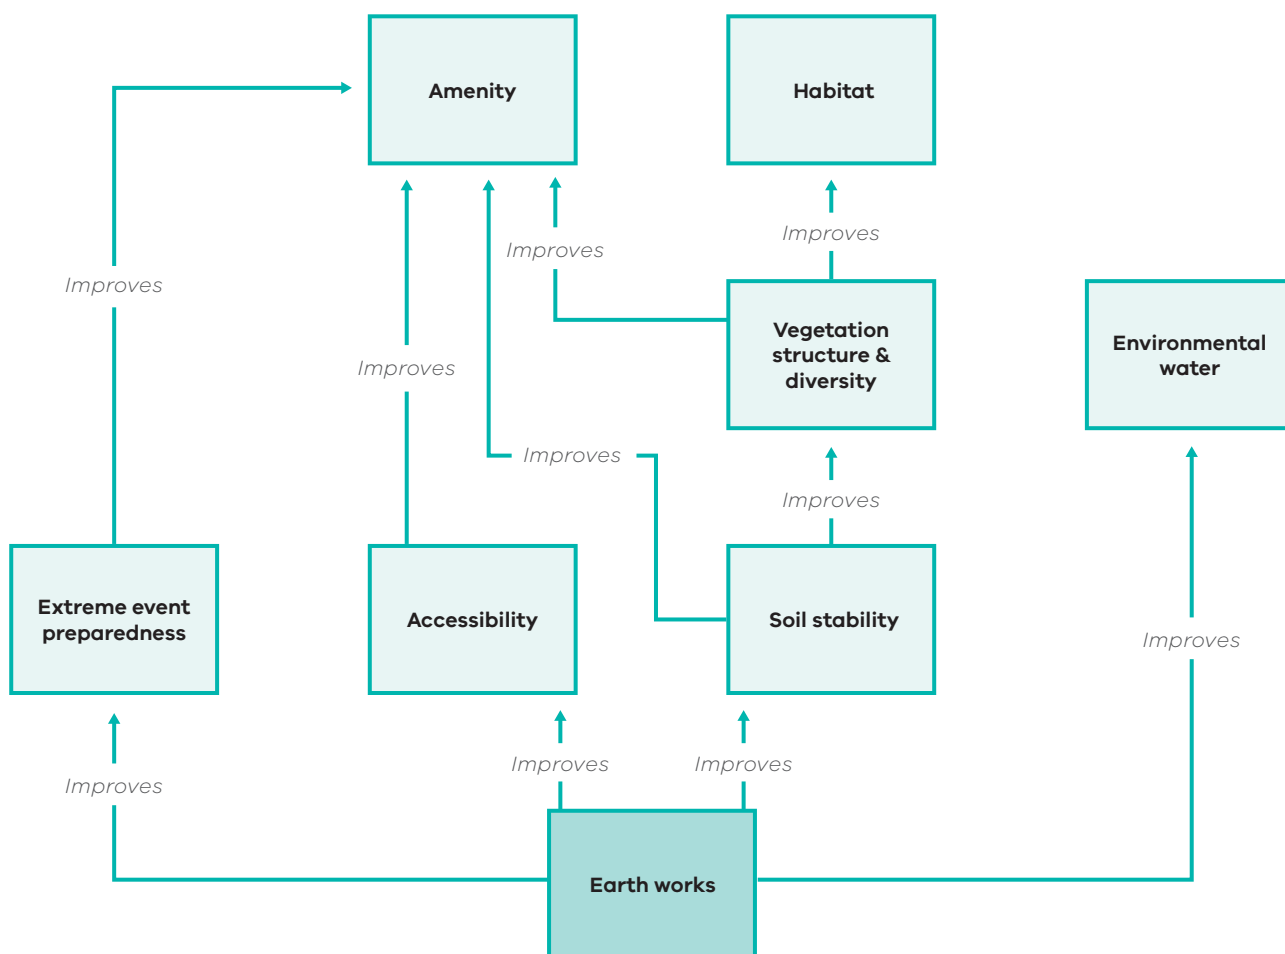 Amenity
Habitat
Improves
Improves
Improves
Vegetation
structure &
diversity
Environmental
water
Improves
Improves
Improves
Extreme event
preparedness
Accessibility
Soil stability
Improves
Improves
Improves
Improves
Earth works